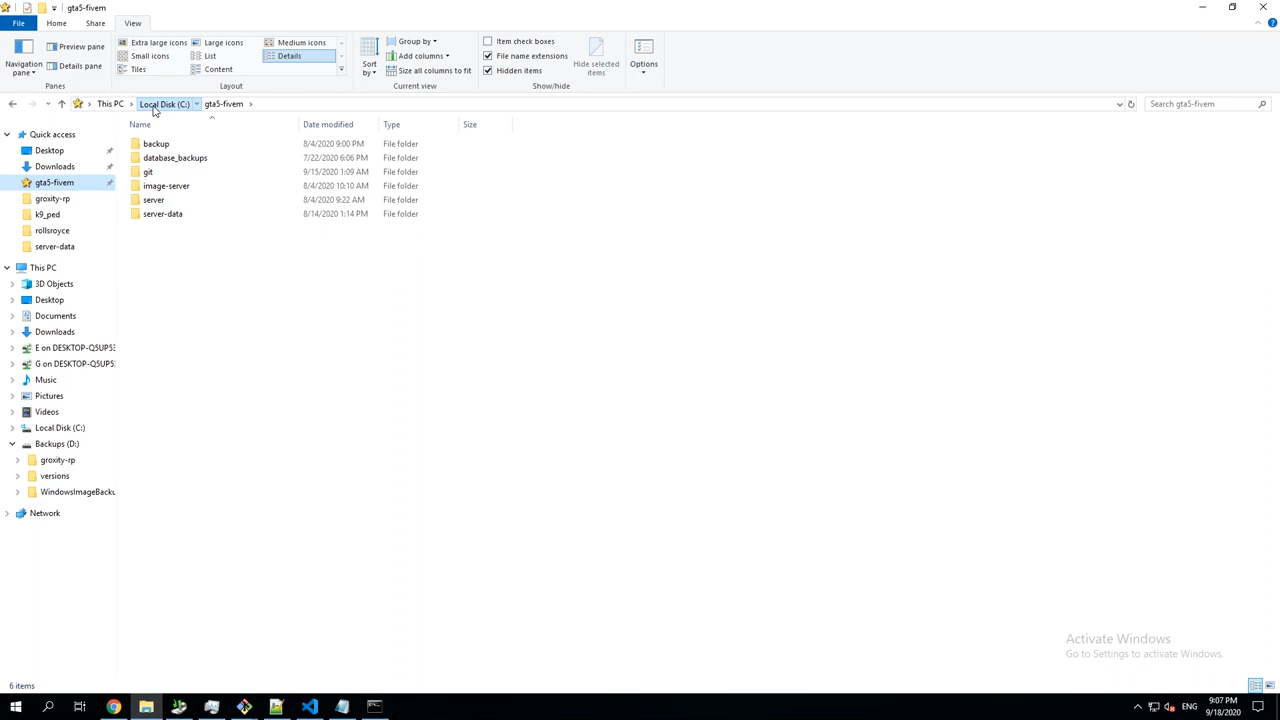 gta5-fivem
File Home Share View
Navigation pane
Preview pane
Details pane
Panes
Extra large icons Large icons Medium icons
Small icons List Details
Tiles Content
Layout
Sort by
Group by
Add columns
Size all columns to fit
Current view
Item check boxes
File name extensions
Hidden items
Hide selected items
Show/hide
Options
This PC Local Disk (C:) gta5-fivem
Search gta5-fivem
Name Date modified Type Size
backup 8/4/2020 9:00 PM File folder
database_backups 7/22/2020 6:06 PM File folder
git 9/15/2020 1:09 AM File folder
image-server 8/4/2020 10:10 AM File folder
server 8/4/2020 9:22 AM File folder
server-data 8/14/2020 1:14 PM File folder
Quick access
Desktop
Downloads
gta5-fivem
groxity-rp
k9_ped
rollsroyce
server-data
This PC
3D Objects
Desktop
Documents
Downloads
E on DESKTOP-Q5UP53
G on DESKTOP-Q5UP53
Music
Pictures
Videos
Local Disk (C:)
Backups (D:)
groxity-rp
versions
WindowsImageBacku
Network
Activate Windows
Go to Settings to activate Windows.
6 items
ENG
9:07 PM
9/18/2020